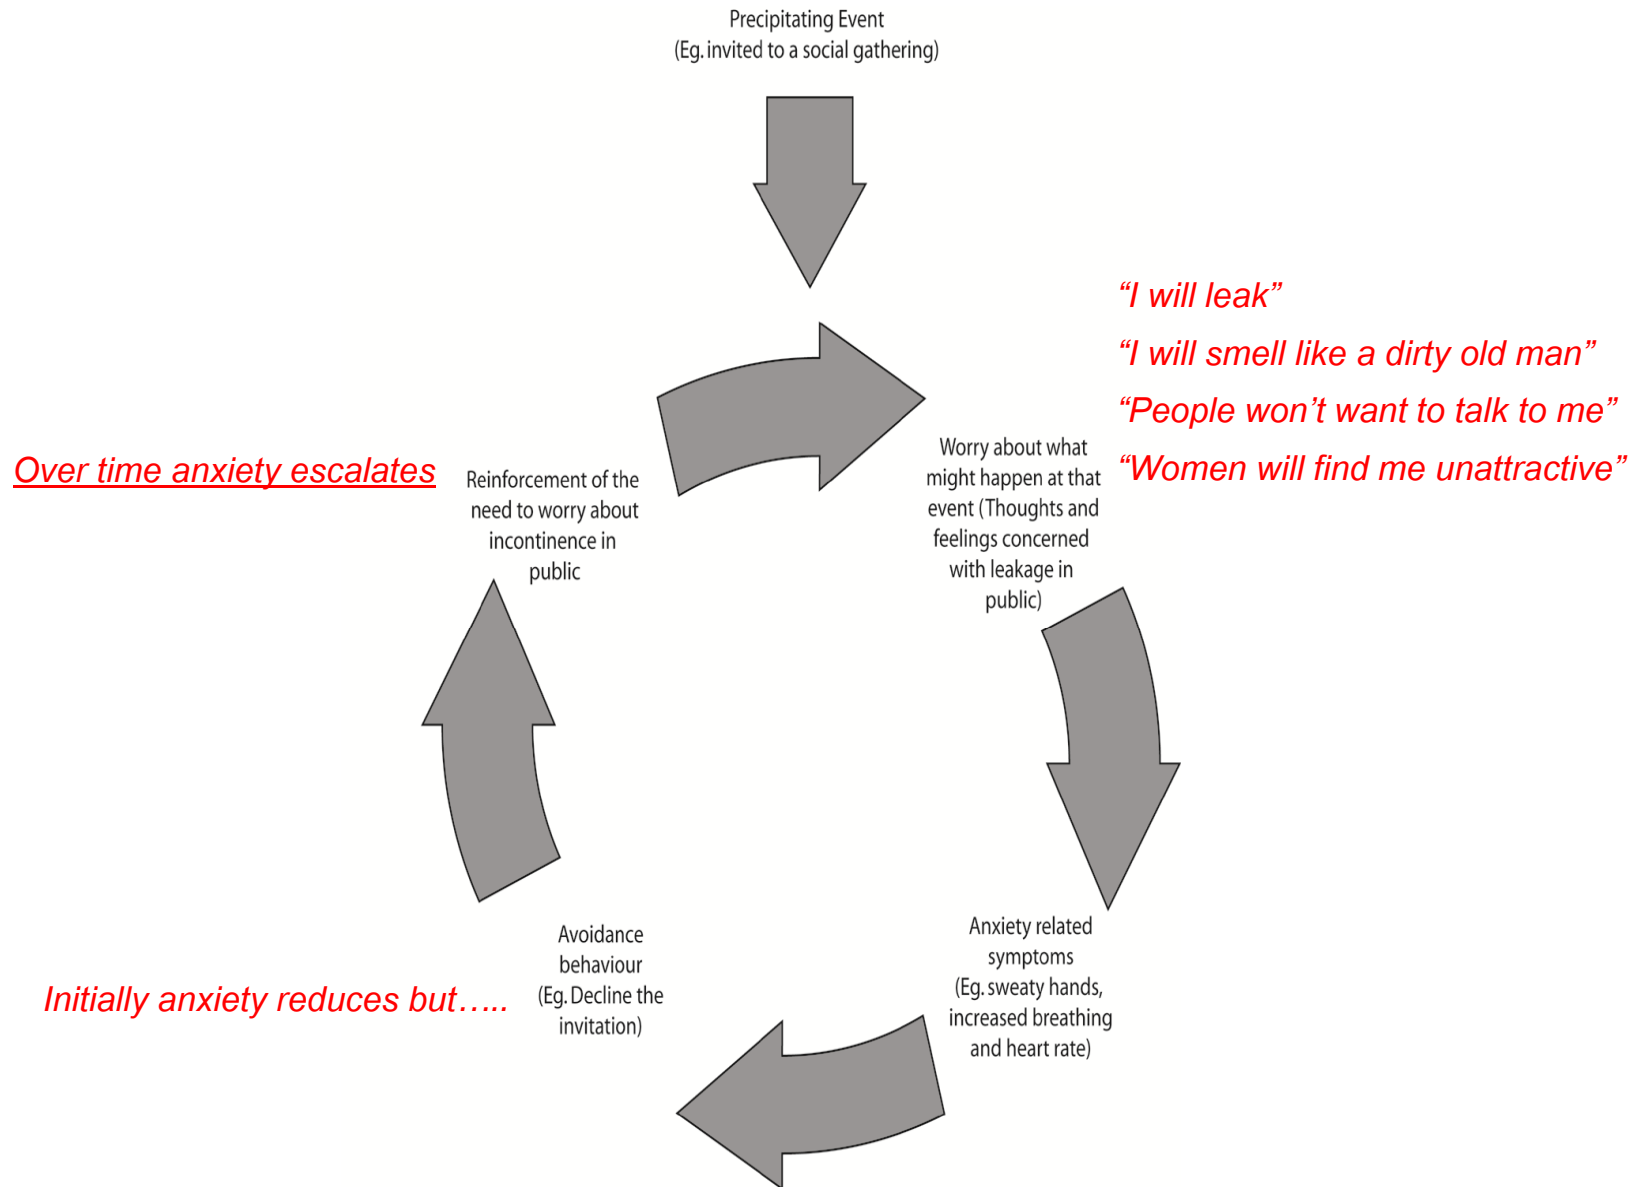 Precipitating Event
(Eg. invited to a social gathering)
“I will leak”
“I will smell like a dirty old man”
“People won’t want to talk to me”
“Women will find me unattractive”
Worry about what
might happen at that
event (Thoughts and
feelings concerned
with leakage in
public)
Anxiety related
symptoms
(Eg. sweaty hands,
increased breathing
and heart rate)
Avoidance
behaviour
(Eg. Decline the
invitation)
Initially anxiety reduces but…..
Reinforcement of the
need to worry about
incontinence in
public
Over time anxiety escalates